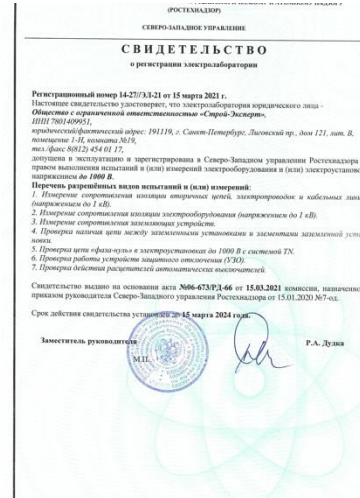 (РОСТЕХНАДЗОР)
СЕВЕРО-ЗАПАДНОЕ УПРАВЛЕНИЕ
СВИДЕТЕЛЬСТВО
о регистрации электролаборатории
Регистрационный номер 14-27//ЭЛ-21 от 15 марта 2021 г.
Настоящее свидетельство удостоверяет, что электролаборатория юридического лица -
Общество с ограниченной ответственностью «Строй-Эксперт»,
ИНН 7801409951,
юридический/фактический адрес: 191119, г. Санкт-Петербург, Лиговский пр., дом 121, лит. В,
помещение 1-Н, комната №19,
тел./факс 8(812) 454 01 17,
допущена в эксплуатацию и зарегистрирована в Северо-Западном управлении Ростехнадзора
правом выполнения испытаний и (или) измерений электрооборудования и (или) электроустаново
напряжением до 1000 В.
Перечень разрешённых видов испытаний и (или) измерений:
1. Измерение сопротивления изоляции вторичных цепей, электропроводок и кабельных лини
(напряжением до 1 кВ).
2. Измерение сопротивления изоляции электрооборудования (напряжением до 1 кВ).
3. Измерение сопротивления заземляющих устройств.
4. Проверка наличия цепи между заземленными установками и элементами заземленной уста
новки.
5. Проверка цепи «фаза-нуль» в электроустановках до 1000 В с системой TN.
6. Проверка работы устройств защитного отключения (УЗО).
7. Проверка действия расцепителей автоматических выключателей.
Свидетельство выдано на основании акта №06-673/РД-66 от 15.03.2021 комиссии, назначенно
приказом руководителя Северо-Западного управления Ростехнадзора от 15.01.2020 №7-од.
Срок действия свидетельства установлен до 15 марта 2024 года.
Заместитель руководителя
Р.А. Дудка
М.П.